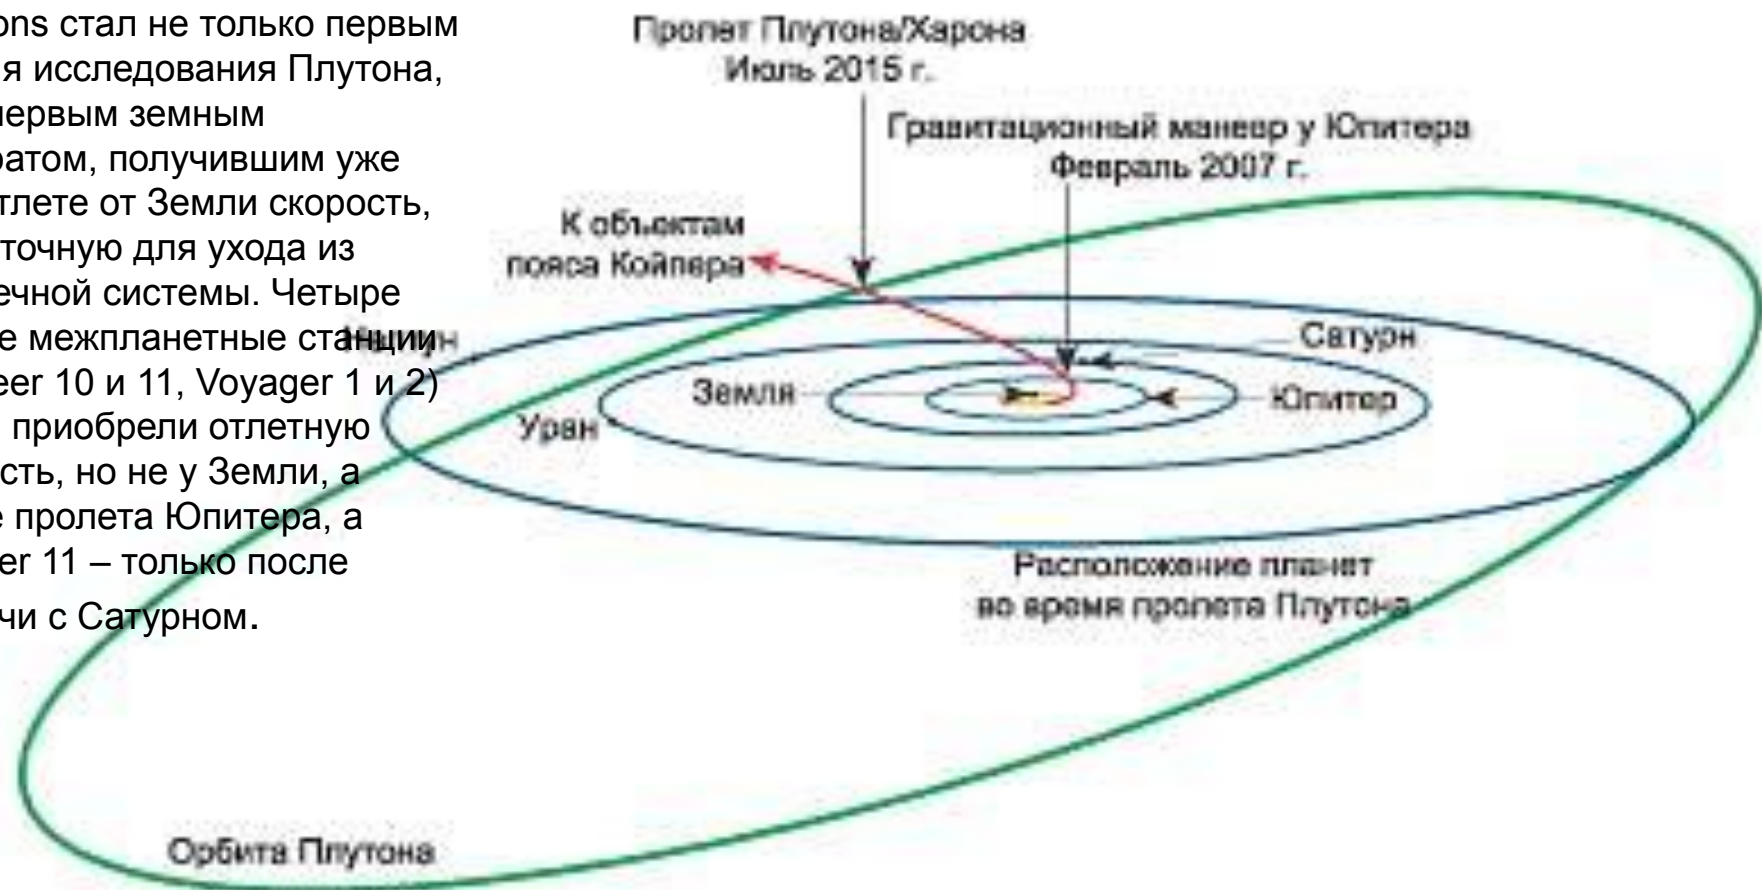 ons стал не только первым
я исследования Плутона,
первым земным
ратом, получившим уже
тлете от Земли скорость,
точную для ухода из
ечной системы. Четыре
е межпланетные станции
eer 10 и 11, Voyager 1 и 2)
приобрели отлетную
сть, но не у Земли, а
е пролета Юпитера, а
er 11 – только после
чи с Сатурном.
Пролет Плутона/Харона
Июль 2015 г.
Гравитационный маневр у Юпитера
Февраль 2007 г.
К объектам
пояса Койпера
Сатурн
Земля
Юпитер
Уран
Расположение планет
во время пролета Плутона
Орбита Плутона